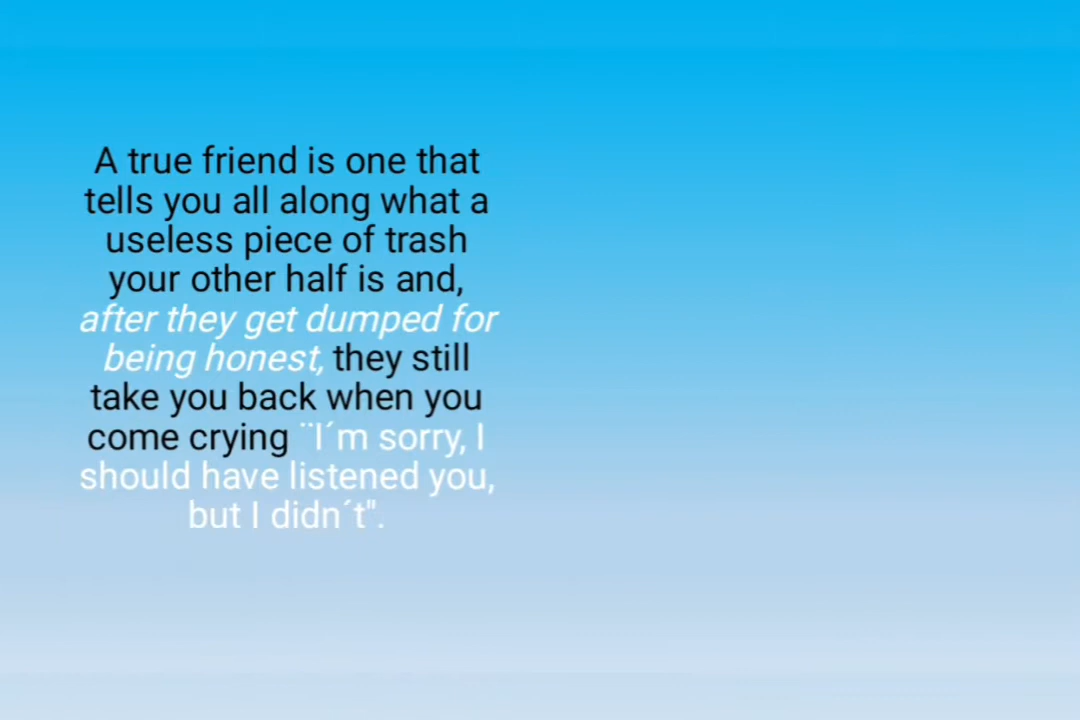 A true friend is one that
tells you all along what a
useless piece of trash
your other half is and,
after they get dumped for
being honest, they still
take you back when you
come crying ¨I´m sorry, I
should have listened you,
but I didn´t".